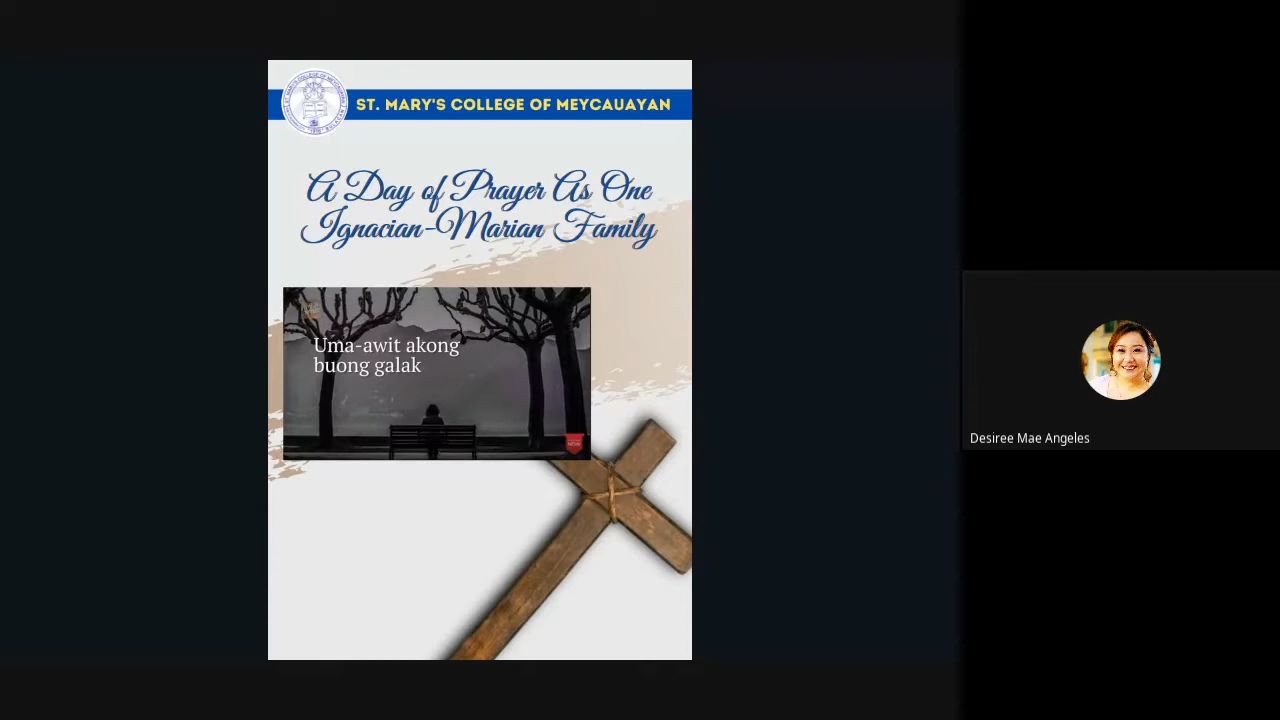 ST. MARY'S COLLEGE OF MEYCAUAYAN
A Day of Prayer As One
Ignacian-Marian Family
Uma-awit akong
buong galak
Desiree Mae Angeles